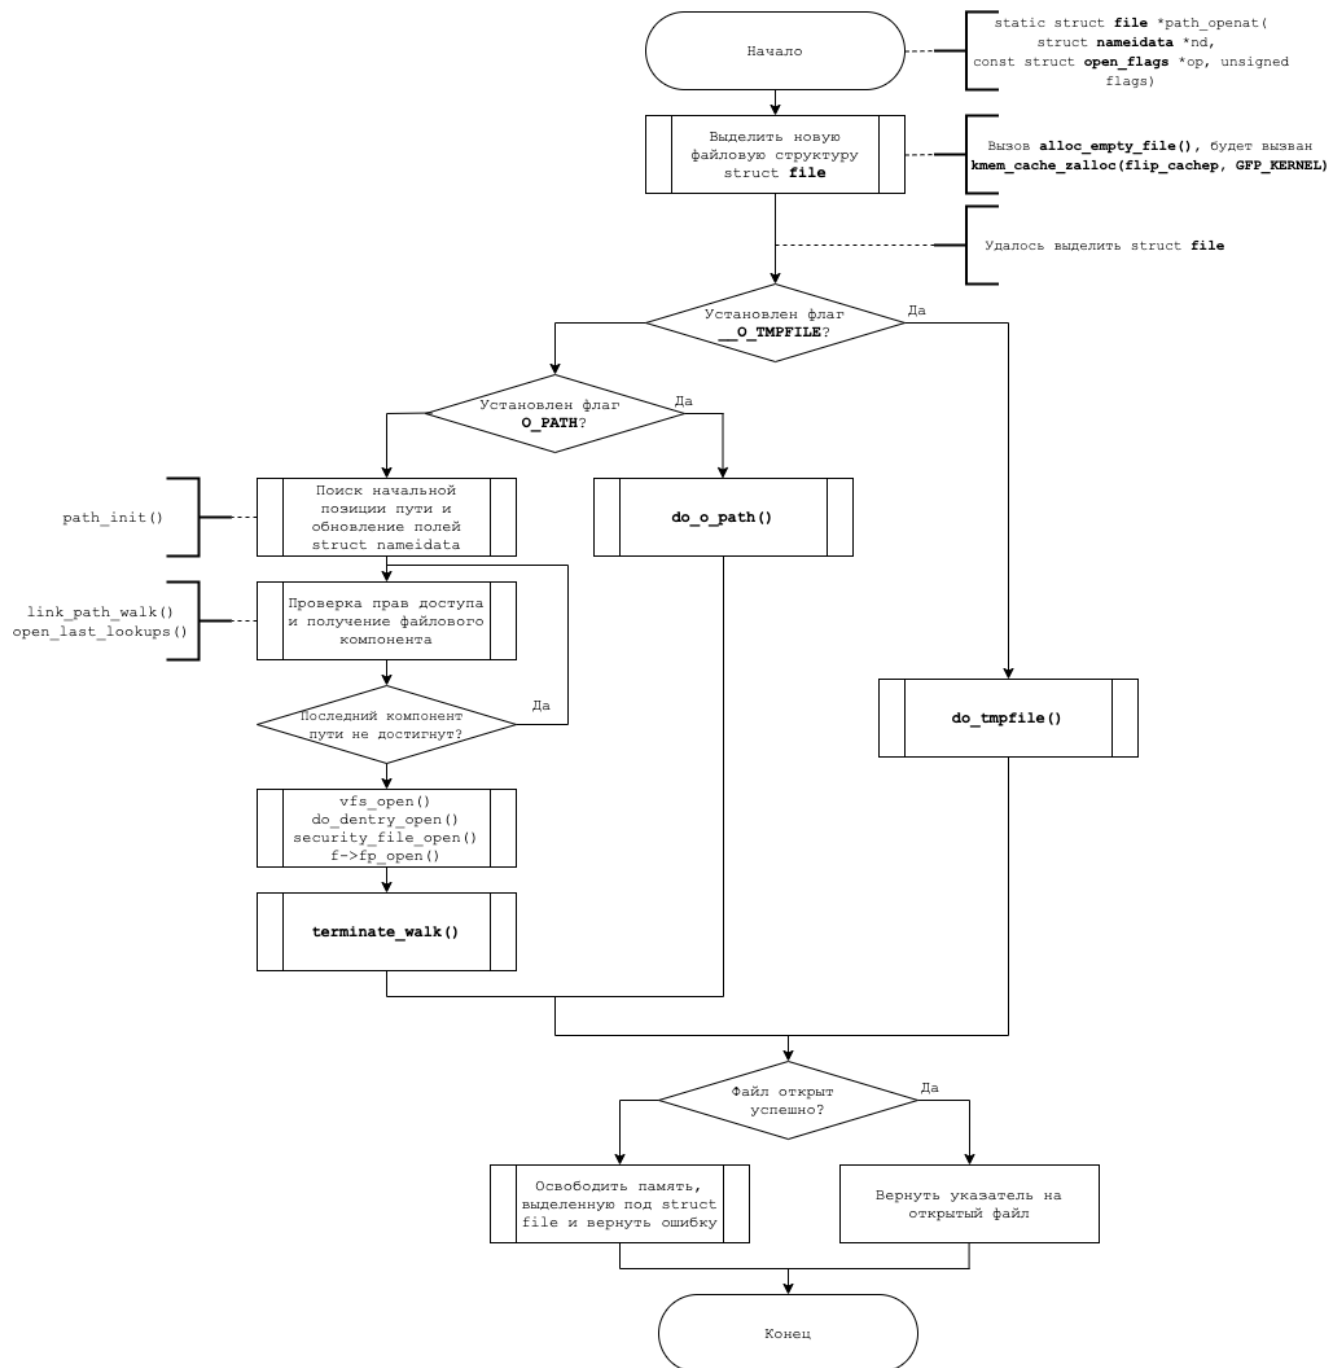 Начало
static struct file *path_openat(
struct nameidata *nd,
const struct open_flags *op, unsigned
flags)
Выделить новую
файловую структуру
struct file
Вызов alloc_empty_file(), будет вызван
kmem_cache_zalloc(flip_cachep, GFP_KERNEL)
Удалось выделить struct file
Установлен флаг
__O_TMPFILE?
Да
Установлен флаг
O_PATH?
Да
path_init()
Поиск начальной
позиции пути и
обновление полей
struct nameidata
do_o_path()
link_path_walk()
open_last_lookups()
Проверка прав доступа
и получение файлового
компонента
Последний компонент
пути не достигнут?
Да
do_tmpfile()
vfs_open()
do_dentry_open()
security_file_open()
f->fp_open()
terminate_walk()
Файл открыт
успешно?
Да
Освободить память,
выделенную под struct
file и вернуть ошибку
Вернуть указатель на
открытый файл
Конец